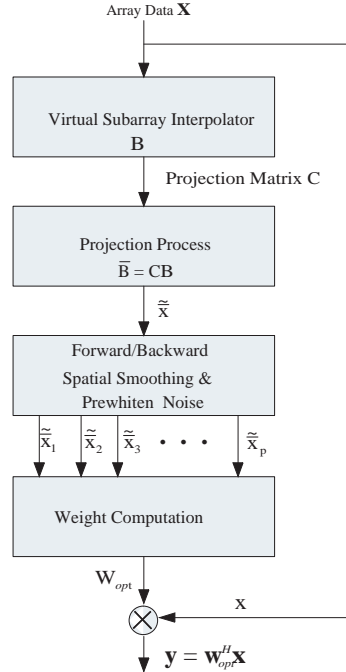 Array Data X
Virtual Subarray Interpolator
B
Projection Matrix C
Projection Process
B̅ = CB
x̿̃
Forward/Backward
Spatial Smoothing &
Prewhiten Noise
x̿̃₁ x̿̃₂ x̿̃₃ • • • x̿̃ₚ
Weight Computation
W_opt
x
y = w_opt^H x